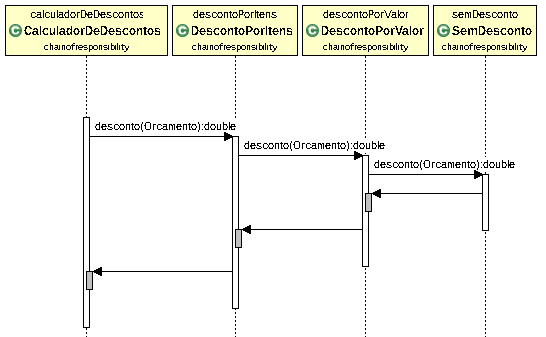 calculadorDeDescontos
C CalculadorDeDescontos
chainofresponsibility
descontoPorItens
C DescontoPorItens
chainofresponsibility
descontoPorValor
C DescontoPorValor
chainofresponsibility
semDesconto
C SemDesconto
chainofresponsibility
desconto(Orcamento):double
desconto(Orcamento):double
desconto(Orcamento):double